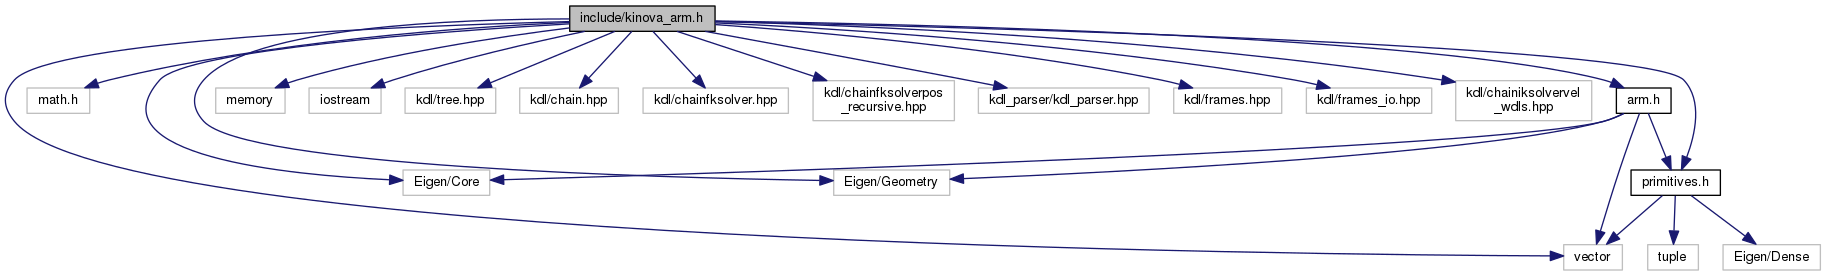 include/kinova_arm.h
math.h
memory
iostream
kdl/tree.hpp
kdl/chain.hpp
kdl/chainfksolver.hpp
kdl/chainfksolverpos
_recursive.hpp
kdl_parser/kdl_parser.hpp
kdl/frames.hpp
kdl/frames_io.hpp
kdl/chainiksolvervel
_wdls.hpp
arm.h
Eigen/Core
Eigen/Geometry
primitives.h
vector
tuple
Eigen/Dense